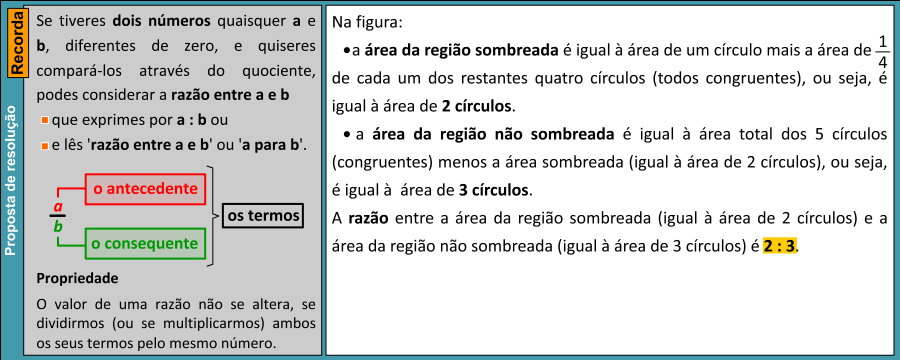 Proposta de resolução
Recorda
Se tiveres dois números quaisquer a e
b, diferentes de zero, e quiseres
compará-los através do quociente,
podes considerar a razão entre a e b
que exprimes por a : b ou
e lês 'razão entre a e b' ou 'a para b'.
a
b
o antecedente
o consequente
os termos
Propriedade
O valor de uma razão não se altera, se
dividirmos (ou se multiplicarmos) ambos
os seus termos pelo mesmo número.
Na figura:
•a área da região sombreada é igual à área de um círculo mais a área de 1/4
de cada um dos restantes quatro círculos (todos congruentes), ou seja, é
igual à área de 2 círculos.
• a área da região não sombreada é igual à área total dos 5 círculos
(congruentes) menos a área sombreada (igual à área de 2 círculos), ou seja,
é igual à área de 3 círculos.
A razão entre a área da região sombreada (igual à área de 2 círculos) e a
área da região não sombreada (igual à área de 3 círculos) é 2 : 3.